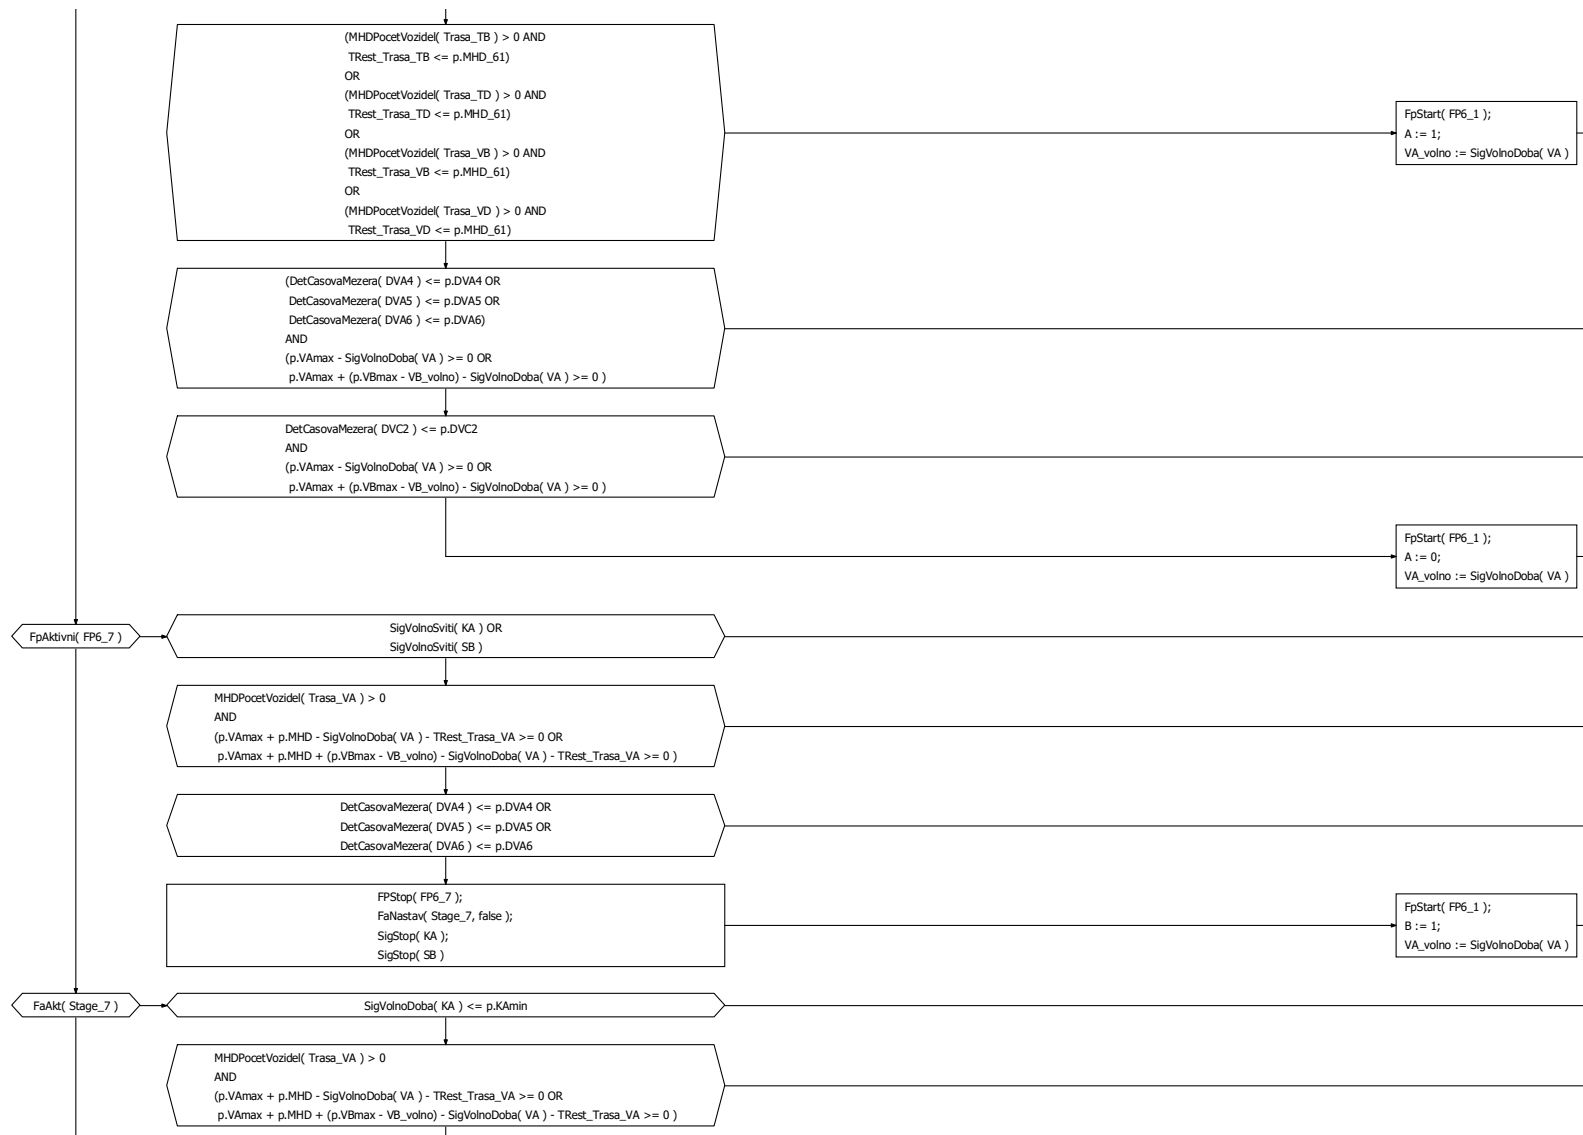 (MHDPocetVozidel( Trasa_TB ) > 0 AND
TRest_Trasa_TB <= p.MHD_61)
OR
(MHDPocetVozidel( Trasa_TD ) > 0 AND
TRest_Trasa_TD <= p.MHD_61)
OR
(MHDPocetVozidel( Trasa_VB ) > 0 AND
TRest_Trasa_VB <= p.MHD_61)
OR
(MHDPocetVozidel( Trasa_VD ) > 0 AND
TRest_Trasa_VD <= p.MHD_61)
FpStart( FP6_1 );
A := 1;
VA_volno := SigVolnoDoba( VA )
(DetCasovaMezera( DVA4 ) <= p.DVA4 OR
DetCasovaMezera( DVA5 ) <= p.DVA5 OR
DetCasovaMezera( DVA6 ) <= p.DVA6)
AND
(p.VAmax - SigVolnoDoba( VA ) >= 0 OR
p.VAmax + (p.VBmax - VB_volno) - SigVolnoDoba( VA ) >= 0 )
DetCasovaMezera( DVC2 ) <= p.DVC2
AND
(p.VAmax - SigVolnoDoba( VA ) >= 0 OR
p.VAmax + (p.VBmax - VB_volno) - SigVolnoDoba( VA ) >= 0 )
FpStart( FP6_1 );
A := 0;
VA_volno := SigVolnoDoba( VA )
FpAktivni( FP6_7 )
SigVolnoSviti( KA ) OR
SigVolnoSviti( SB )
MHDPocetVozidel( Trasa_VA ) > 0
AND
(p.VAmax + p.MHD - SigVolnoDoba( VA ) - TRest_Trasa_VA >= 0 OR
p.VAmax + p.MHD + (p.VBmax - VB_volno) - SigVolnoDoba( VA ) - TRest_Trasa_VA >= 0 )
DetCasovaMezera( DVA4 ) <= p.DVA4 OR
DetCasovaMezera( DVA5 ) <= p.DVA5 OR
DetCasovaMezera( DVA6 ) <= p.DVA6
FPStop( FP6_7 );
FaNastav( Stage_7, false );
SigStop( KA );
SigStop( SB )
FpStart( FP6_1 );
B := 1;
VA_volno := SigVolnoDoba( VA )
FaAkt( Stage_7 )
SigVolnoDoba( KA ) <= p.KAmin
MHDPocetVozidel( Trasa_VA ) > 0
AND
(p.VAmax + p.MHD - SigVolnoDoba( VA ) - TRest_Trasa_VA >= 0 OR
p.VAmax + p.MHD + (p.VBmax - VB_volno) - SigVolnoDoba( VA ) - TRest_Trasa_VA >= 0 )